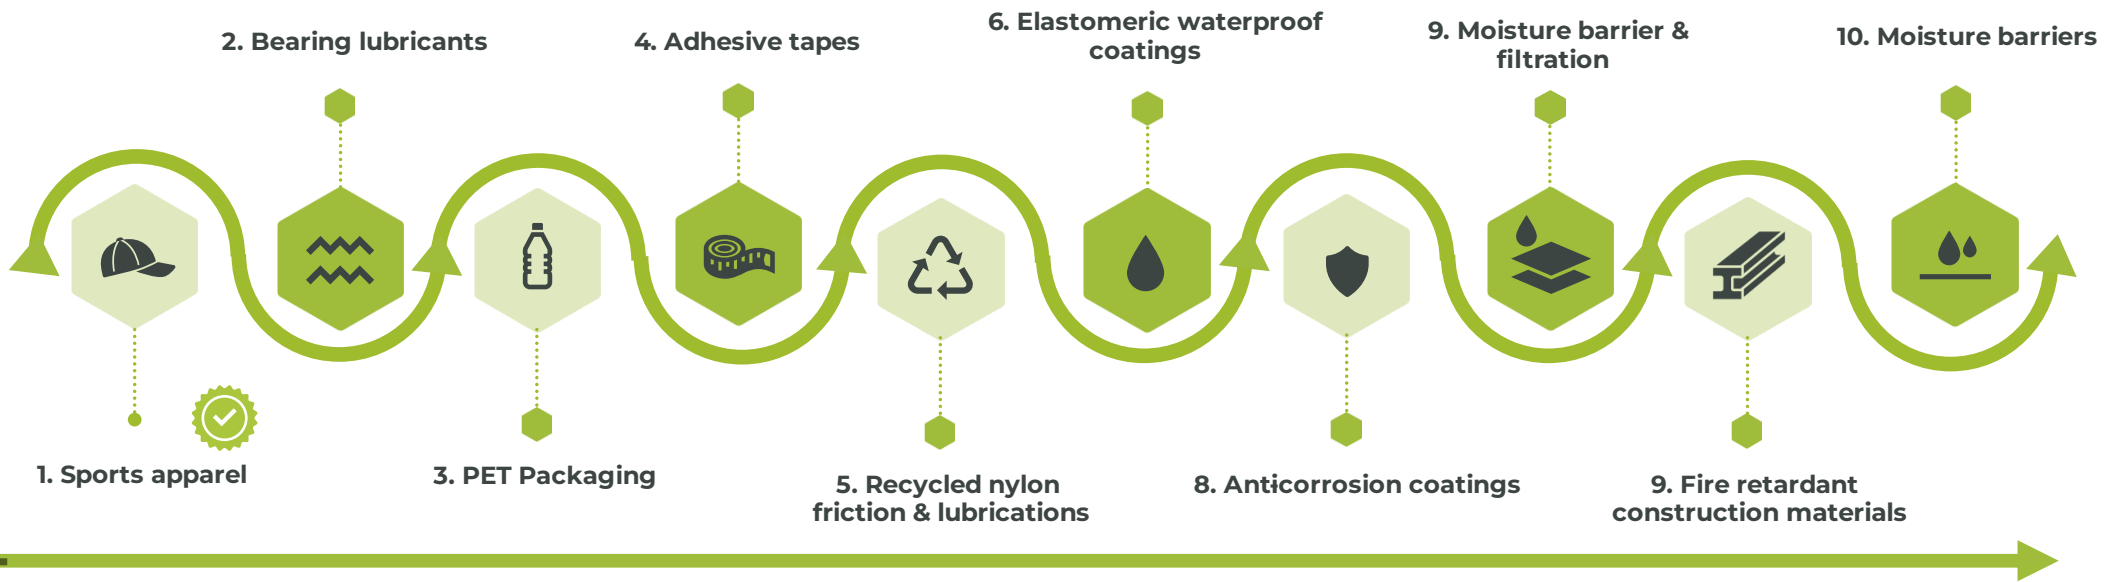 1. Sports apparel
2. Bearing lubricants
3. PET Packaging
4. Adhesive tapes
5. Recycled nylon
friction & lubrications
6. Elastomeric waterproof
coatings
8. Anticorrosion coatings
9. Moisture barrier &
filtration
9. Fire retardant
construction materials
10. Moisture barriers